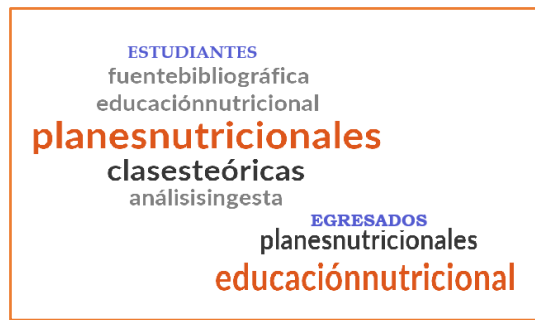 ESTUDIANTES
fuentebibliográfica
educaciónnutricional
planesnutricionales
clasesteóricas
análisisingesta
EGRESADOS
planesnutricionales
educaciónnutricional